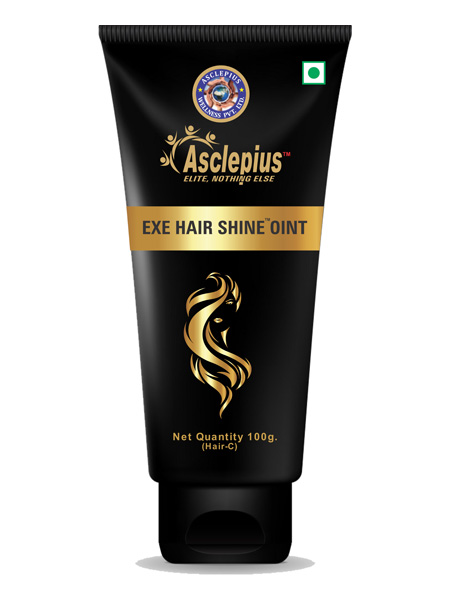 ASCLEPIUS
WELLNESS PVT. LTD.
Asclepius™
ELITE, NOTHING ELSE
EXE HAIR SHINE™ OINT
Net Quantity 100g.
(Hair-C)